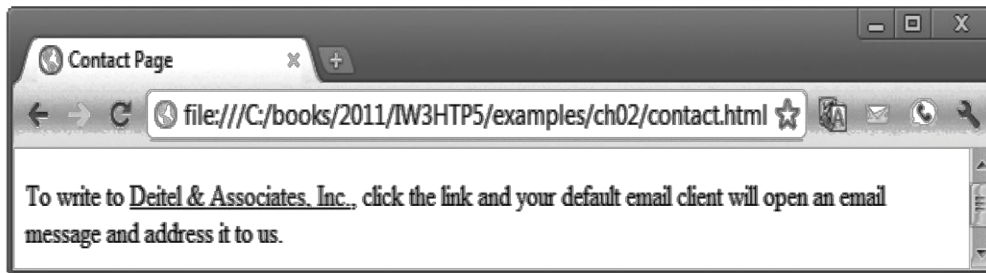 Contact Page
file:///C:/books/2011/IW3HTP5/examples/ch02/contact.html
To write to Deitel & Associates, Inc., click the link and your default email client will open an email
message and address it to us.